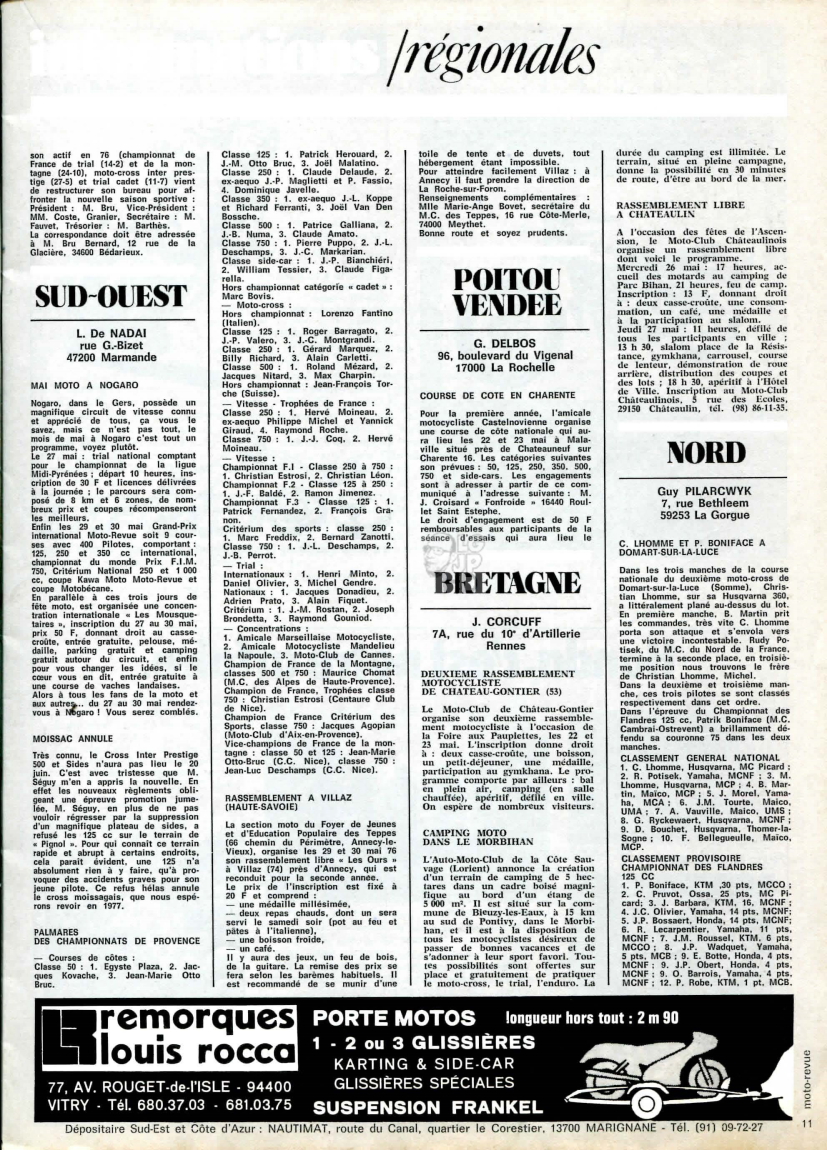 /régionales
son actif en 76 (championnat de
France de trial (14-2) et de la mon-
tagne (24-10), moto-cross inter pres-
tige (27-5) et trial cadet (11-7) vient
de restructurer son bureau pour af-
fronter la nouvelle saison sportive :
Président : M. Bru, Vice-Président :
MM. Coste, Granier, Secrétaire : M.
Fauvet, Trésorier : M. Barthès.
La correspondance doit être adressée
à M. Bru Bernard, 12 rue de la
Glacière, 34600 Bédarieux.
SUD-OUEST
L. De NADAI
rue G.-Bizet
47200 Marmande
MAI MOTO A NOGARO
Nogaro, dans le Gers, possède un
magnifique circuit de vitesse connu
et apprécié de tous, ça vous le
savez, mais ce n'est pas tout, le
mois de mai à Nogaro c'est tout un
programme, voyez plutôt.
Le 27 mai : trial national comptant
pour le championnat de la ligue
Midi-Pyrénées ; départ 10 heures, ins-
cription de 30 F et licences délivrées
à la journée ; le parcours sera com-
posé de 8 km et 6 zones, de nom-
breux prix et coupes récompenseront
les meilleurs.
Enfin les 29 et 30 mai Grand-Prix
international Moto-Revue soit 9 cour-
ses avec 400 Pilotes, comportant :
125, 250 et 350 cc international,
championnat du monde Prix F.I.M.
750, Critérium National 250 et 1 000
cc, coupe Kawa Moto Moto-Revue et
coupe Motobécane.
En parallèle à ces trois jours de
fête moto, est organisée une concen-
tration internationale « Les Mousque-
taires », inscription du 27 au 30 mai,
prix 50 F, donnant droit au casse-
croûte, entrée gratuite, pelouse, mé-
daille, parking gratuit et camping
gratuit autour du circuit, et enfin
pour vous changer les idées, si le
cœur vous en dit, entrée gratuite à
une course de vaches landaises.
Alors à tous les fans de la moto et
aux autres... du 27 au 30 mai rendez-
vous à Nogaro ! Vous serez comblés.
MOISSAC ANNULE
Très connu, le Cross Inter Prestige
500 et Sides n'aura pas lieu le 20
juin. C'est avec tristesse que M.
Séguy m'en a appris la nouvelle. En
effet les nouveaux règlements obli-
geant une épreuve promotion jume-
lée, M. Séguy, en plus de ne pas
vouloir régresser par la suppression
d'un magnifique plateau de sides, a
refusé les 125 cc sur le terrain de
« Pignol ». Pour qui connaît ce terrain
rapide et abrupt à certains endroits,
cela parait évident, une 125 n'a
absolument rien à y faire, qu'à pro-
voquer des accidents graves pour son
jeune pilote. Ce refus hélas annule
le cross moissagais, que nous espé-
rons revoir en 1977.
PALMARES
DES CHAMPIONNATS DE PROVENCE
— Courses de côtes :
Classe 50 : 1. Egyste Plaza, 2. Jac-
ques Kovache, 3. Jean-Marie Otto
Bruc.
Classe 125 : 1. Patrick Herouard, 2.
J.-M. Otto Bruc, 3. Joël Malatino.
Classe 250 : 1. Claude Delaude, 2.
ex-aequo J.-P. Maglietti et P. Fassio,
4. Dominique Javelle.
Classe 350 : 1. ex-aequo J.-L. Koppe
et Richard Ferranti, 3. Joël Van Den
Bossche.
Classe 500 : 1. Patrice Galliana, 2.
J.-B. Numa, 3. Claude Amato.
Classe 750 : 1. Pierre Puppo, 2. J.-L.
Deschamps, 3. J.-C. Markarian.
Classe side-car : 1. J.-P. Bianchiéri,
2. William Tessier, 3. Claude Figa-
rella.
Hors championnat catégorie « cadet » :
Marc Bovis.
— Moto-cross :
Hors championnat : Lorenzo Fantino
(Italien).
Classe 125 : 1. Roger Barragato, 2.
J.-P. Valero, 3. J.-C. Montgrandi.
Classe 250 : 1. Gérard Marquez, 2.
Billy Richard, 3. Alain Carletti.
Classe 500 : 1. Roland Mézard, 2.
Jacques Nitard, 3. Max Charpin.
Hors championnat : Jean-François Tor-
che (Suisse).
— Vitesse - Trophées de France :
Classe 250 : 1. Hervé Moineau, 2.
ex-aequo Philippe Michel et Yannick
Giraud, 4. Raymond Roche.
Classe 750 : 1. J.-J. Coq, 2. Hervé
Moineau.
— Vitesse :
Championnat F.I - Classe 250 à 750 :
1. Christian Estrosi, 2. Christian Léon.
Championnat F.2 - Classe 125 à 250 :
1. J.-F. Baldé, 2. Ramon Jimenez.
Championnat F.3 - Classe 125 : 1.
Patrick Fernandez, 2. François Gra-
non.
Critérium des sports : classe 250 :
1. Marc Freddix, 2. Bernard Zanotti.
Classe 750 : 1. J.-L. Deschamps, 2.
J.-B. Perrot.
— Trial :
Internationaux : 1. Henri Minto, 2.
Daniel Olivier, 3. Michel Gendre.
Nationaux : 1. Jacques Donadieu, 2.
Adrien Prato, 3. Alain Fiquet.
Critérium : 1. J.-M. Rostan, 2. Joseph
Brondetta, 3. Raymond Gouniod.
— Concentrations :
1. Amicale Marseillaise Motocycliste,
2. Amicale Motocycliste Mandelieu
la Napoule, 3. Moto-Club de Cannes.
Champion de France de la Montagne,
classes 500 et 750 : Maurice Chomat
(M.C. des Alpes de Haute-Provence).
Champion de France, Trophées classe
750 : Christian Estrosi (Centaure Club
de Nice).
Champion de France Critérium des
Sports, classe 750 : Jacques Agopian
(Moto-Club d'Aix-en-Provence).
Vice-champions de France de la mon-
tagne : classe 50 et 125 : Jean-Marie
Otto-Bruc (C.C. Nice), classe 750 :
Jean-Luc Deschamps (C.C. Nice).
RASSEMBLEMENT A VILLAZ
(HAUTE-SAVOIE)
La section moto du Foyer de Jeunes
et d'Education Populaire des Teppes
(66 chemin du Périmètre, Annecy-le-
Vieux), organise les 29 et 30 mai 76
son rassemblement libre « Les Ours »
à Villaz (74) près d'Annecy, qui est
reconduit pour la seconde année.
Le prix de l'inscription est fixé à
20 F et comprend :
— une médaille millésimée,
— deux repas chauds, dont un sera
servi le samedi soir (pot au feu et
pâtes à l'italienne),
— une boisson froide,
— un café.
Il y aura des jeux, un feu de bois,
de la guitare. La remise des prix se
fera selon les barèmes habituels. Il
est recommandé de se munir d'une
toile de tente et de duvets, tout
hébergement étant impossible.
Pour atteindre facilement Villaz : à
Annecy il faut prendre la direction de
La Roche-sur-Foron.
Renseignements complémentaires :
Mlle Marie-Ange Bovet, secrétaire du
M.C. des Teppes, 16 rue Côte-Merle,
74000 Meythet.
Bonne route et soyez prudents.
POITOU
VENDEE
G. DELBOS
96, boulevard du Vigenal
17000 La Rochelle
COURSE DE COTE EN CHARENTE
Pour la première année, l'amicale
motocycliste Castelnovienne organise
une course de côte nationale qui au-
ra lieu les 22 et 23 mai à Mala-
ville situé près de Chateauneuf sur
Charente 16. Les catégories suivantes
son prévues : 50, 125, 250, 350, 500,
750 et side-cars. Les engagements
sont à adresser à partir de ce com-
muniqué à l'adresse suivante : M.
J. Croisard « Fontroide » 16440 Roul-
let Saint Estephe.
Le droit d'engagement est de 50 F
remboursables aux participants de la
séance d'essais qui aura lieu le
BRETAGNE
J. CORCUFF
7A, rue du 10e d'Artillerie
Rennes
DEUXIEME RASSEMBLEMENT
MOTOCYCLISTE
DE CHATEAU-GONTIER (53)
Le Moto-Club de Château-Gontier
organise son deuxième rassemble-
ment motocycliste à l'occasion de
la Foire aux Paupiettes, les 22 et
23 mai. L'inscription donne droit
à : deux casse-croûte, une boisson,
un petit-déjeuner, une médaille,
participation au gymkhana. Le pro-
gramme comporte par ailleurs : bal
en plein air, camping (en salle
chauffée), apéritif, défilé en ville.
On espère de nombreux visiteurs.
CAMPING MOTO
DANS LE MORBIHAN
L'Auto-Moto-Club de la Côte Sau-
vage (Lorient) annonce la création
d'un terrain de camping de 5 hec-
tares dans un cadre boisé magni-
fique au bord d'un étang de
5 000 m². Il est situé sur la com-
mune de Bieuzy-les-Eaux, à 15 km
au sud de Pontivy, dans le Morbi-
han, et il est à la disposition de
tous les motocyclistes désireux de
passer de bonnes vacances et de
s'adonner à leur sport favori. Tou-
tes possibilités sont offertes sur
place et gratuitement de pratiquer
le moto-cross, le trial, l'enduro. La
durée du camping est illimitée. Le
terrain, situé en pleine campagne,
donne la possibilité en 30 minutes
de route, d'être au bord de la mer.
RASSEMBLEMENT LIBRE
A CHATEAULIN
A l'occasion des fêtes de l'Ascen-
sion, le Moto-Club Châteaulinois
organise un rassemblement libre
dont voici le programme.
Mercredi 26 mai : 17 heures, ac-
cueil des motards au camping de
Parc Bihan, 21 heures, feu de camp.
Inscription : 13 F, donnant droit
à : deux casse-croûte, une consom-
mation, un café, une médaille et
à la participation au slalom.
Jeudi 27 mai : 11 heures, défilé de
tous les participants en ville ;
13 h 30, slalom place de la Résis-
tance, gymkhana, carrousel, course
de lenteur, démonstration de roue
arrière, distribution des coupes et
des lots ; 18 h 30, apéritif à l'Hôtel
de Ville. Inscription au Moto-Club
Châteaulinois, 5 rue des Ecoles,
29150 Châteaulin, tél. (98) 86-11-35.
NORD
Guy PILARCWYK
7, rue Bethleem
59253 La Gorgue
C. LHOMME ET P. BONIFACE A
DOMART-SUR-LA-LUCE
Dans les trois manches de la course
nationale du deuxième moto-cross de
Domart-sur-la-Luce (Somme), Chris-
tian Lhomme, sur sa Husqvarna 360,
a littéralement plané au-dessus du lot.
En première manche, B. Martin prit
les commandes, très vite C. Lhomme
porta son attaque et s'envola vers
une victoire incontestable. Rudy Po-
tisek, du M.C. du Nord de la France,
termine à la seconde place, en troisiè-
me position nous trouvons le frère
de Christian Lhomme, Michel.
Dans la deuxième et troisième man-
che, ces trois pilotes se sont classés
respectivement dans cet ordre.
Dans l'épreuve du Championnat des
Flandres 125 cc, Patrik Boniface (M.C.
Cambrai-Ostrevent) a brillamment dé-
fendu sa couronne 75 dans les deux
manches.
CLASSEMENT GENERAL NATIONAL
1. C. Lhomme, Husqvarna, MC Picard ;
2. R. Potisek, Yamaha, MCNF ; 3. M.
Lhomme, Husqvarna, MCP ; 4. B. Mar-
tin, Maïco, MCP ; 5. J. Morel, Yama-
ha, MCA ; 6. J.M. Tourte, Maico,
UMA ; 7. A. Vauville, Maico, UMS ;
8. G. Ryckewaert, Husqvarna, MCNF ;
9. D. Bouchet, Husqvarna, Thomer-la-
Sogne ; 10. F. Bellegueulle, Maico,
MCP.
CLASSEMENT PROVISOIRE
CHAMPIONNAT DES FLANDRES
125 CC
1. P. Boniface, KTM ,30 pts, MCCO ;
2. C. Pruvot, Ossa, 25 pts, MC Pi-
card; 3. J. Barbara, KTM, 16, MCNF ;
4. J.C. Olivier, Yamaha, 14 pts, MCNF;
5. J.P. Bossaert, Honda, 14 pts, MCNF;
6. R. Lecarpentier, Yamaha, 11 pts,
MCNF ; 7. J.M. Roussel, KTM, 6 pts,
MCCO ; 8. J.P. Wadquet, Yamaha,
5 pts, MCB ; 9. E. Botte, Honda, 4 pts,
MCNF ; 9. J.P. Obert, Honda, 4 pts,
MCNF ; 9. O. Barrois, Yamaha, 4 pts,
MCNF ; 12. P. Robe, KTM, 1 pt, MCB.
remorques
louis rocca
77, AV. ROUGET-de-l'ISLE - 94400
VITRY - Tél. 680.37.03 - 681.03.75
PORTE MOTOS longueur hors tout : 2 m 90
1 - 2 ou 3 GLISSIÈRES
KARTING & SIDE-CAR
GLISSIÈRES SPÉCIALES
SUSPENSION FRANKEL
Dépositaire Sud-Est et Côte d'Azur : NAUTIMAT, route du Canal, quartier le Corestier, 13700 MARIGNANE - Tél. (91) 09-72-27
moto-revue
11